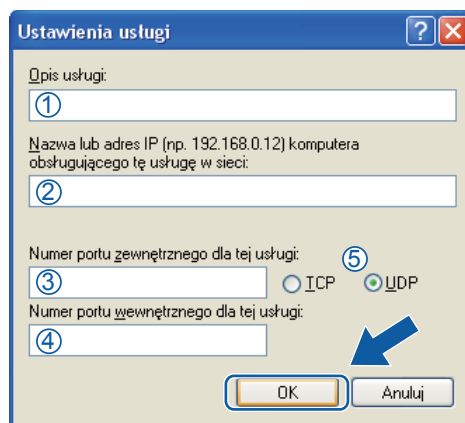 Ustawienia usługi
Opis usługi:
①
Nazwa lub adres IP (np. 192.168.0.12) komputera
obsługującego tę usługę w sieci:
②
Numer portu zewnętrznego dla tej usługi:
⑤
③ TCP UDP
Numer portu wewnętrznego dla tej usługi:
④
OK Anuluj